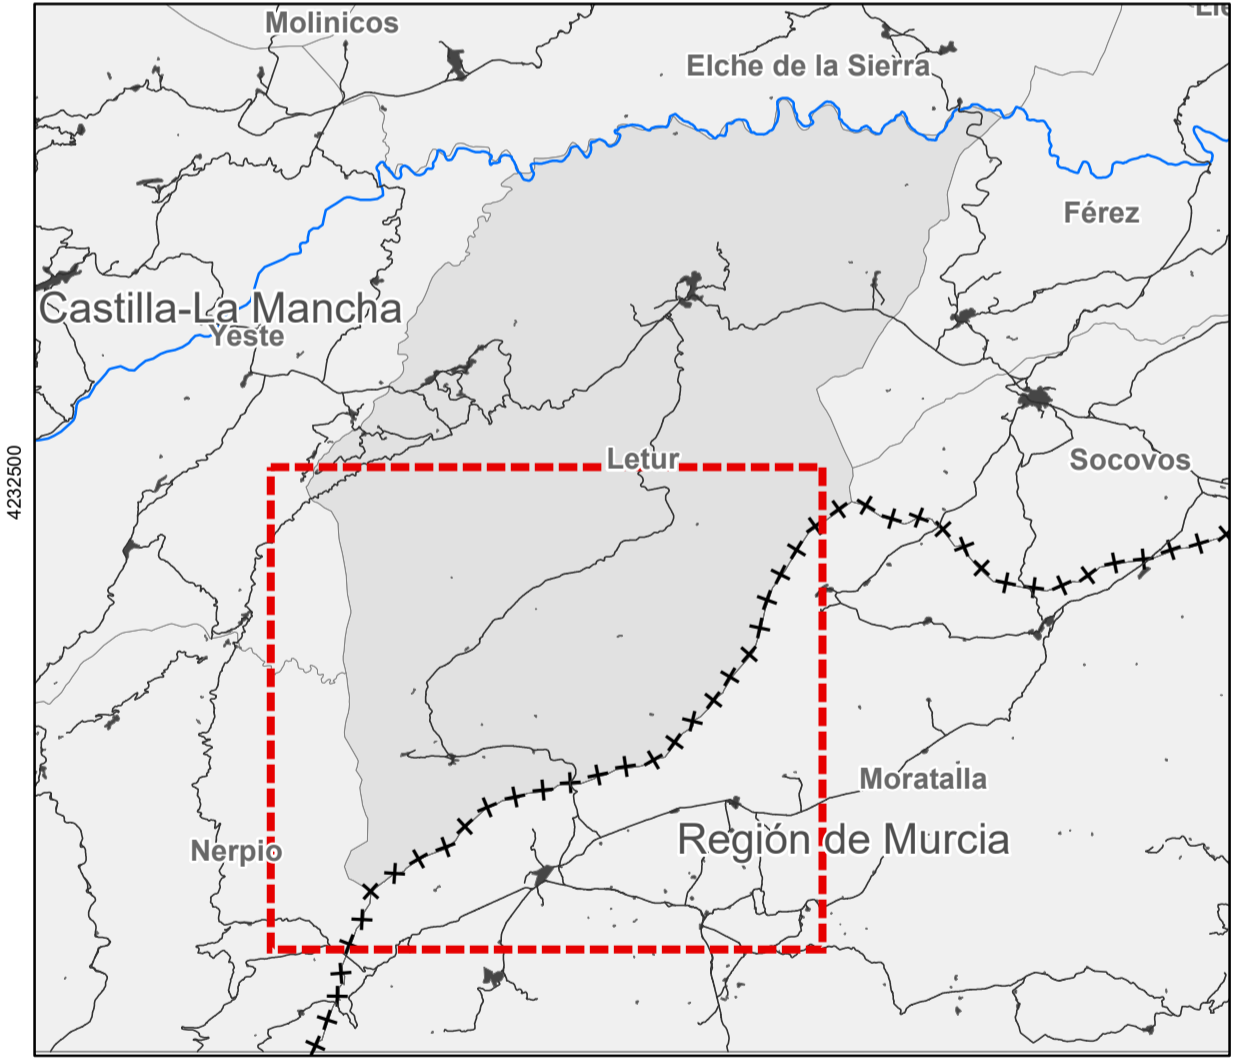 Molinicos
Elche de la Sierra
Férez
Castilla-La Mancha
Yeste
Letur
Socovos
4232500
Moratalla
Región de Murcia
Nerpio